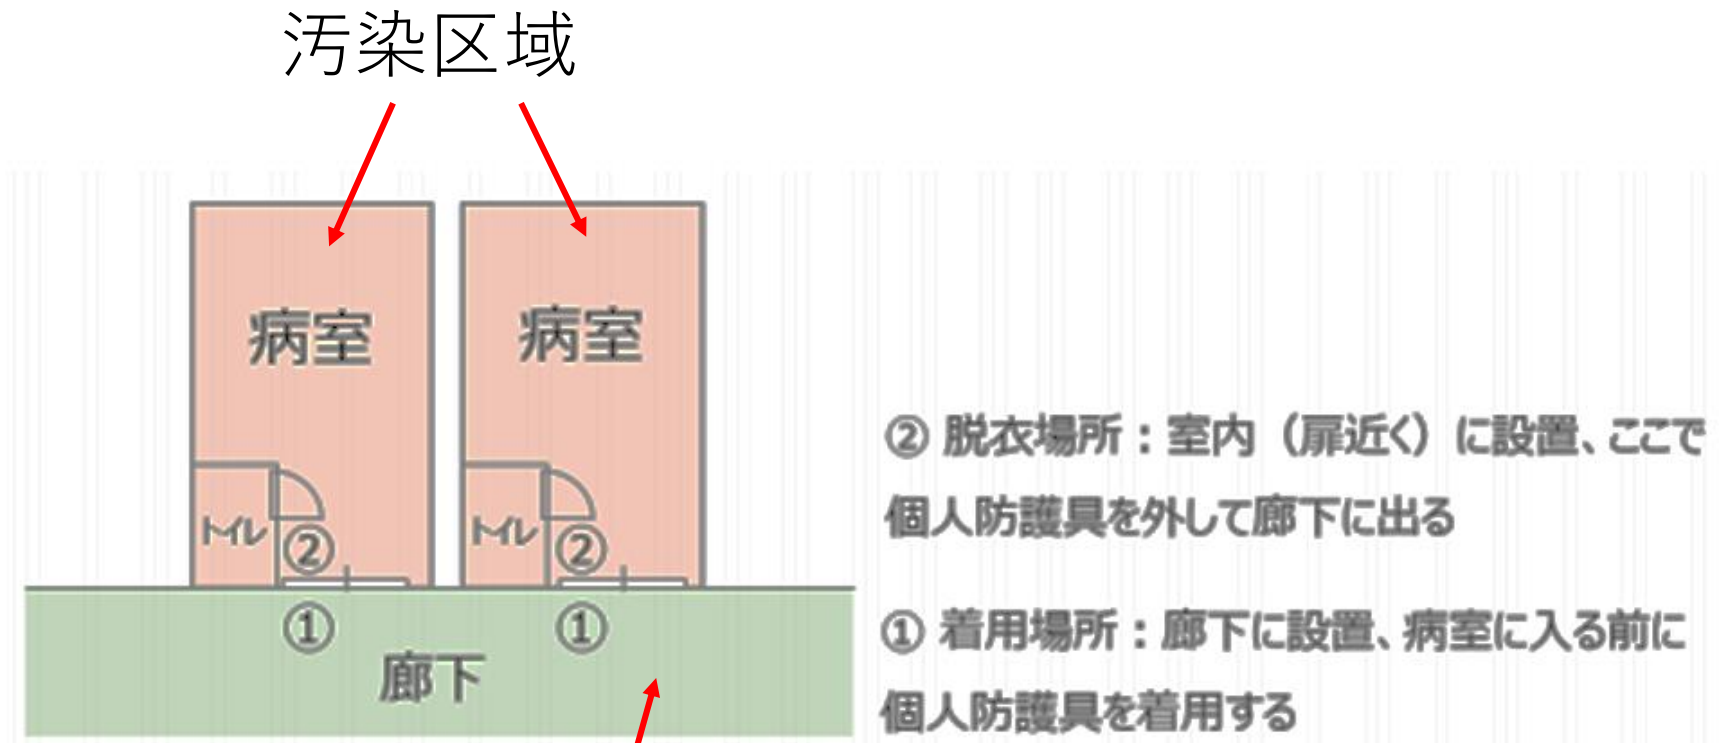 汚染区域
病室
病室
② 脱衣場所：室内（扉近く）に設置、ここで
個人防護具を外して廊下に出る
トイレ
②
トイレ
②
①
①
① 着用場所：廊下に設置、病室に入る前に
廊下
個人防護具を着用する